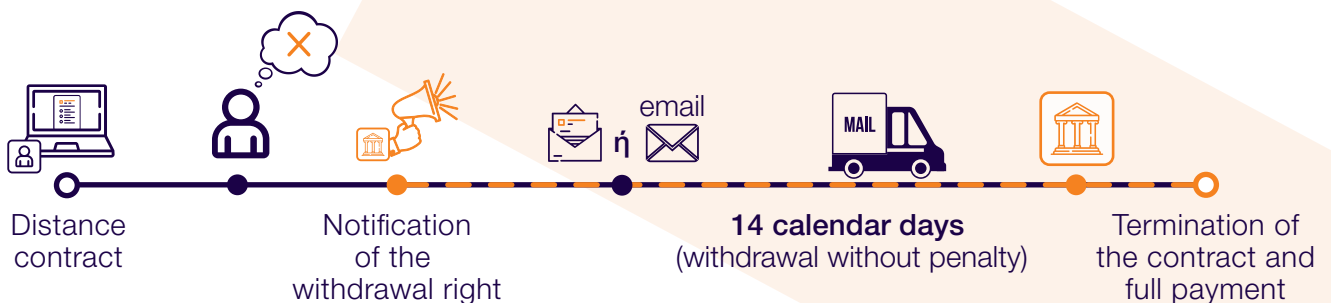 email
ή
MAIL
Distance
contract
Notification
of the
withdrawal right
14 calendar days
(withdrawal without penalty)
Termination of
the contract and
full payment